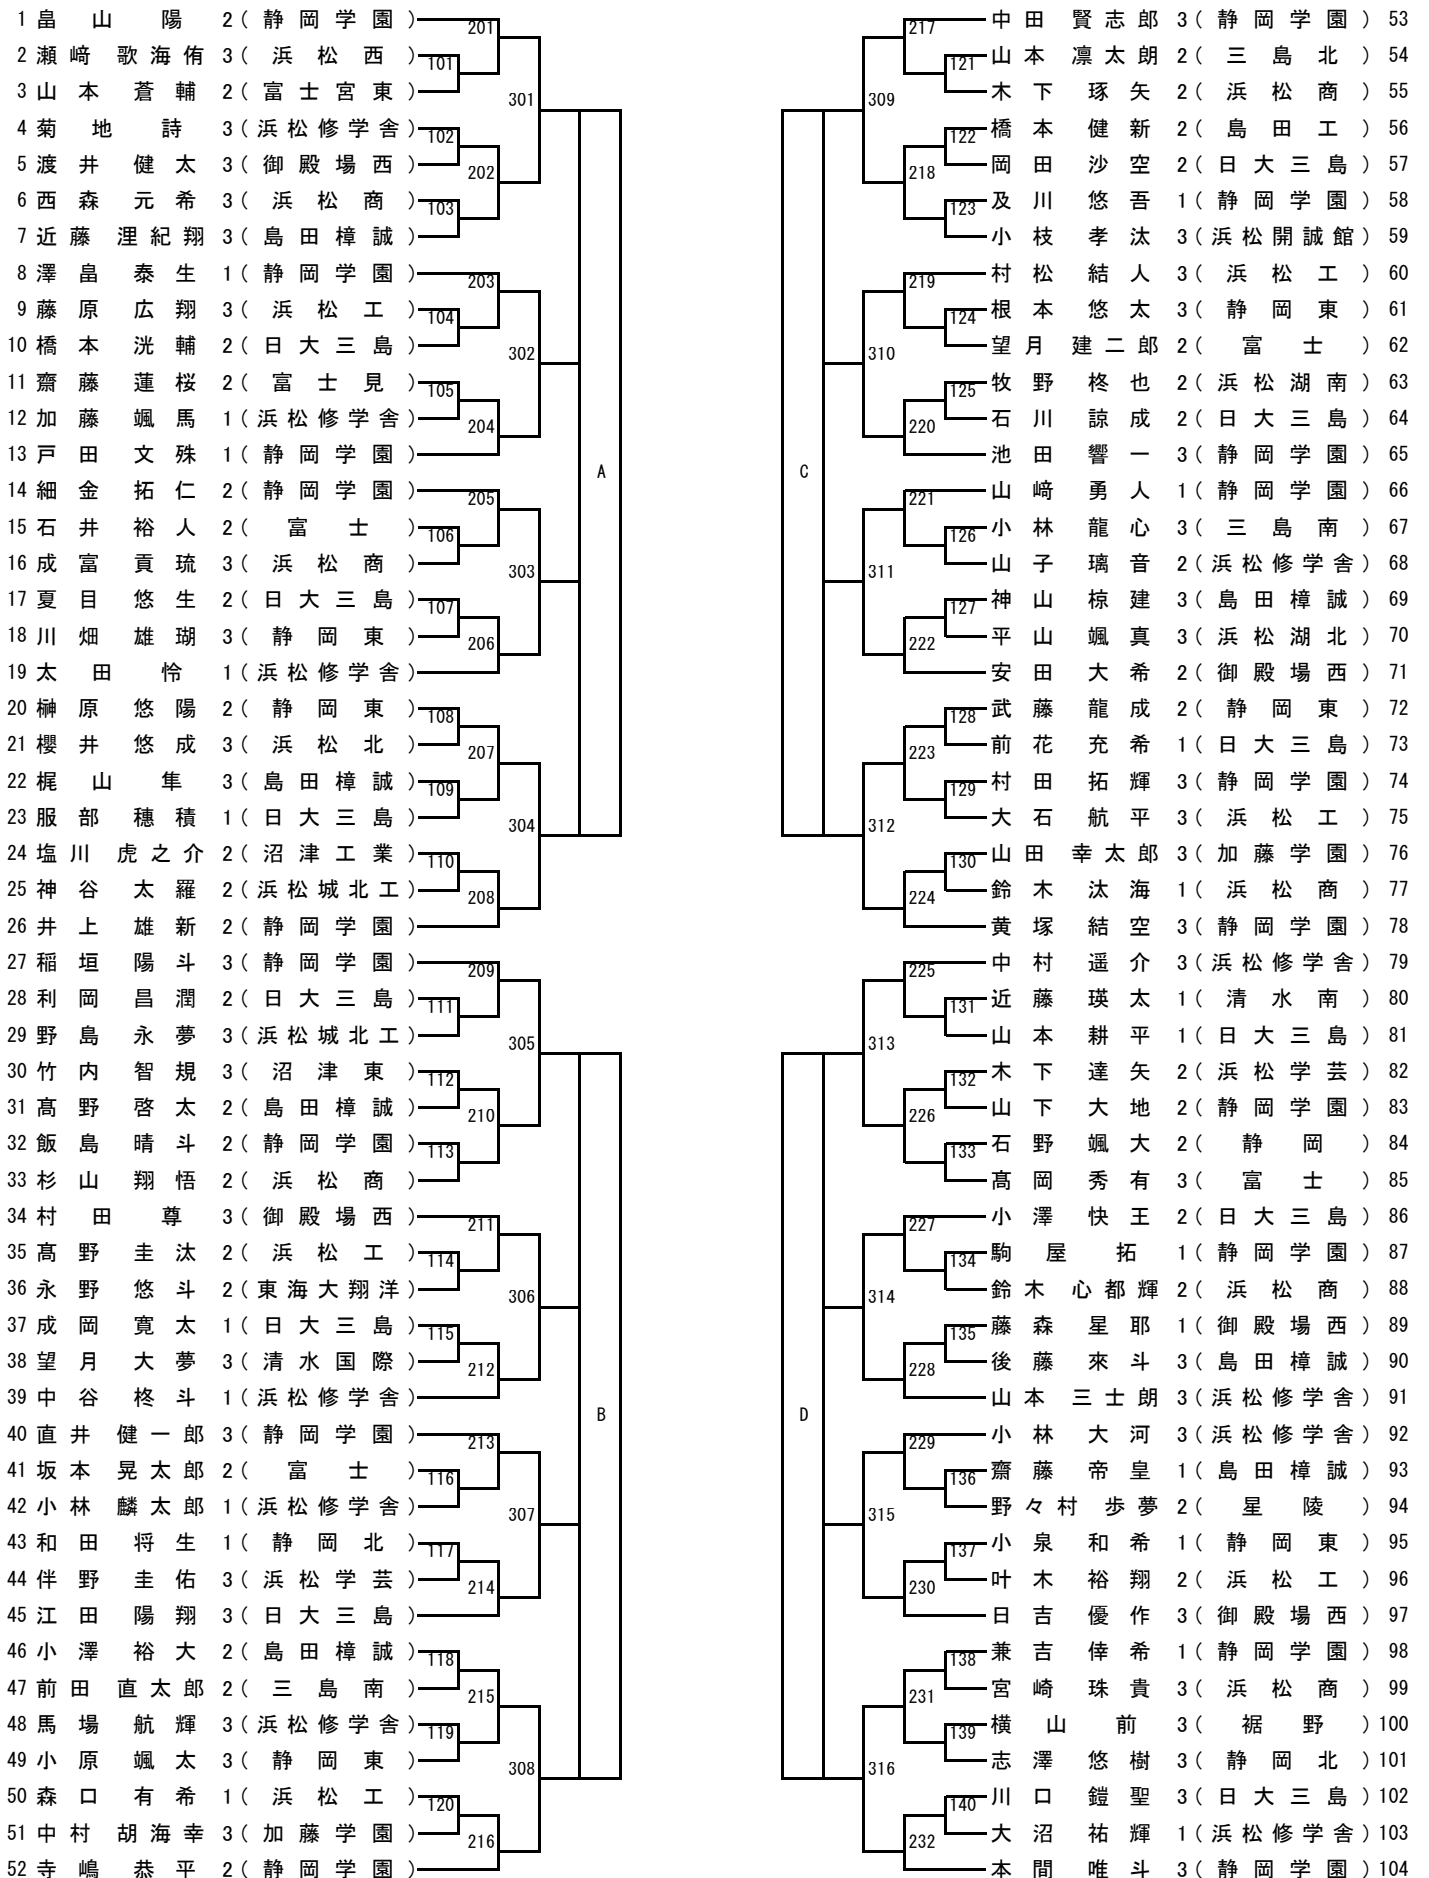 1 畠山 陽 2(静岡学園)
2 瀬﨑 歌海侑 3(浜松西)
3 山本 蒼輔 2(富士宮東)
4 菊地 詩 3(浜松修学舎)
5 渡井 健太 3(御殿場西)
6 西森 元希 3(浜松商)
7 近藤 浬紀翔 3(島田樟誠)
8 澤畠 泰生 1(静岡学園)
9 藤原 広翔 3(浜松工)
10 橋本 洸輔 2(日大三島)
11 齋藤 蓮桜 2(富士見)
12 加藤 颯馬 1(浜松修学舎)
13 戸田 文殊 1(静岡学園)
14 細金 拓仁 2(静岡学園)
15 石井 裕人 2(富士)
16 成富 貢琉 3(浜松商)
17 夏目 悠生 2(日大三島)
18 川畑 雄瑚 3(静岡東)
19 太田 怜 1(浜松修学舎)
20 榊原 悠陽 2(静岡東)
21 櫻井 悠成 3(浜松北)
22 梶山 隼 3(島田樟誠)
23 服部 穂積 1(日大三島)
24 塩川 虎之介 2(沼津工業)
25 神谷 太羅 2(浜松城北工)
26 井上 雄新 2(静岡学園)
27 稲垣 陽斗 3(静岡学園)
28 利岡 昌潤 2(日大三島)
29 野島 永夢 3(浜松城北工)
30 竹内 智規 3(沼津東)
31 髙野 啓太 2(島田樟誠)
32 飯島 晴斗 2(静岡学園)
33 杉山 翔悟 2(浜松商)
34 村田 尊 3(御殿場西)
35 髙野 圭汰 2(浜松工)
36 永野 悠斗 2(東海大翔洋)
37 成岡 寛太 1(日大三島)
38 望月 大夢 3(清水国際)
39 中谷 柊斗 1(浜松修学舎)
40 直井 健一郎 3(静岡学園)
41 坂本 晃太郎 2(富士)
42 小林 麟太郎 1(浜松修学舎)
43 和田 将生 1(静岡北)
44 伴野 圭佑 3(浜松学芸)
45 江田 陽翔 3(日大三島)
46 小澤 裕大 2(島田樟誠)
47 前田 直太郎 2(三島南)
48 馬場 航輝 3(浜松修学舎)
49 小原 颯太 3(静岡東)
50 森口 有希 1(浜松工)
51 中村 胡海幸 3(加藤学園)
52 寺嶋 恭平 2(静岡学園)
101
102
103
104
105
106
107
108
109
110
111
112
113
114
115
116
117
118
119
120
201
202
203
204
205
206
207
208
209
210
211
212
213
214
215
216
301
302
303
304
305
306
307
308
A
B
C
D
309
310
311
312
313
314
315
316
217
218
219
220
221
222
223
224
225
226
227
228
229
230
231
232
121
122
123
124
125
126
127
128
129
130
131
132
133
134
135
136
137
138
139
140
中田 賢志郎 3(静岡学園) 53
山本 凛太朗 2(三島北) 54
木下 琢矢 2(浜松商) 55
橋本 健新 2(島田工) 56
岡田 沙空 2(日大三島) 57
及川 悠吾 1(静岡学園) 58
小枝 孝汰 3(浜松開誠館) 59
村松 結人 3(浜松工) 60
根本 悠太 3(静岡東) 61
望月 建二郎 2(富士) 62
牧野 柊也 2(浜松湖南) 63
石川 諒成 2(日大三島) 64
池田 響一 3(静岡学園) 65
山﨑 勇人 1(静岡学園) 66
小林 龍心 3(三島南) 67
山子 璃音 2(浜松修学舎) 68
神山 椋建 3(島田樟誠) 69
平山 颯真 3(浜松湖北) 70
安田 大希 2(御殿場西) 71
武藤 龍成 2(静岡東) 72
前花 充希 1(日大三島) 73
村田 拓輝 3(静岡学園) 74
大石 航平 3(浜松工) 75
山田 幸太郎 3(加藤学園) 76
鈴木 汰海 1(浜松商) 77
黄塚 結空 3(静岡学園) 78
中村 遥介 3(浜松修学舎) 79
近藤 瑛太 1(清水南) 80
山本 耕平 1(日大三島) 81
木下 達矢 2(浜松学芸) 82
山下 大地 2(静岡学園) 83
石野 颯大 2(静岡) 84
髙岡 秀有 3(富士) 85
小澤 快王 2(日大三島) 86
駒屋 拓 1(静岡学園) 87
鈴木 心都輝 2(浜松商) 88
藤森 星耶 1(御殿場西) 89
後藤 來斗 3(島田樟誠) 90
山本 三士朗 3(浜松修学舎) 91
小林 大河 3(浜松修学舎) 92
齋藤 帝皇 1(島田樟誠) 93
野々村 歩夢 2(星陵) 94
小泉 和希 1(静岡東) 95
叶木 裕翔 2(浜松工) 96
日吉 優作 3(御殿場西) 97
兼吉 倖希 1(静岡学園) 98
宮崎 珠貴 3(浜松商) 99
横山 前 3(裾野) 100
志澤 悠樹 3(静岡北) 101
川口 鎧聖 3(日大三島) 102
大沼 祐輝 1(浜松修学舎) 103
本間 唯斗 3(静岡学園) 104